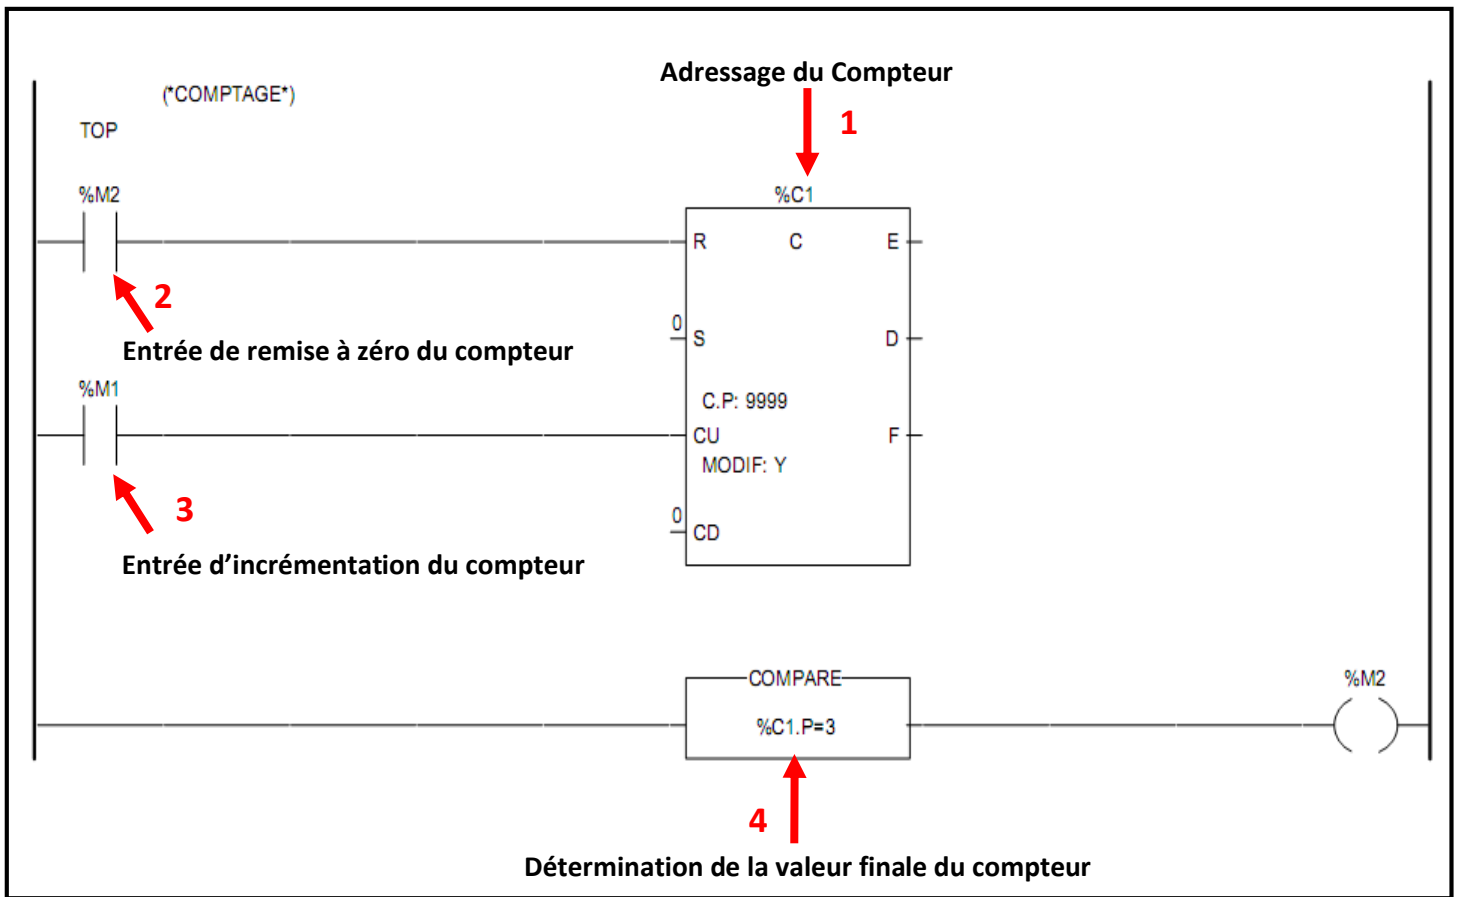 Adressage du Compteur
(*COMPTAGE*)
1
TOP
%M2
%C1
R C E
2
0
S D
Entrée de remise à zéro du compteur
%M1
C.P: 9999
CU F
MODIF: Y
3
0
CD
Entrée d'incrémentation du compteur
COMPARE
%M2
%C1.P=3
4
Détermination de la valeur finale du compteur